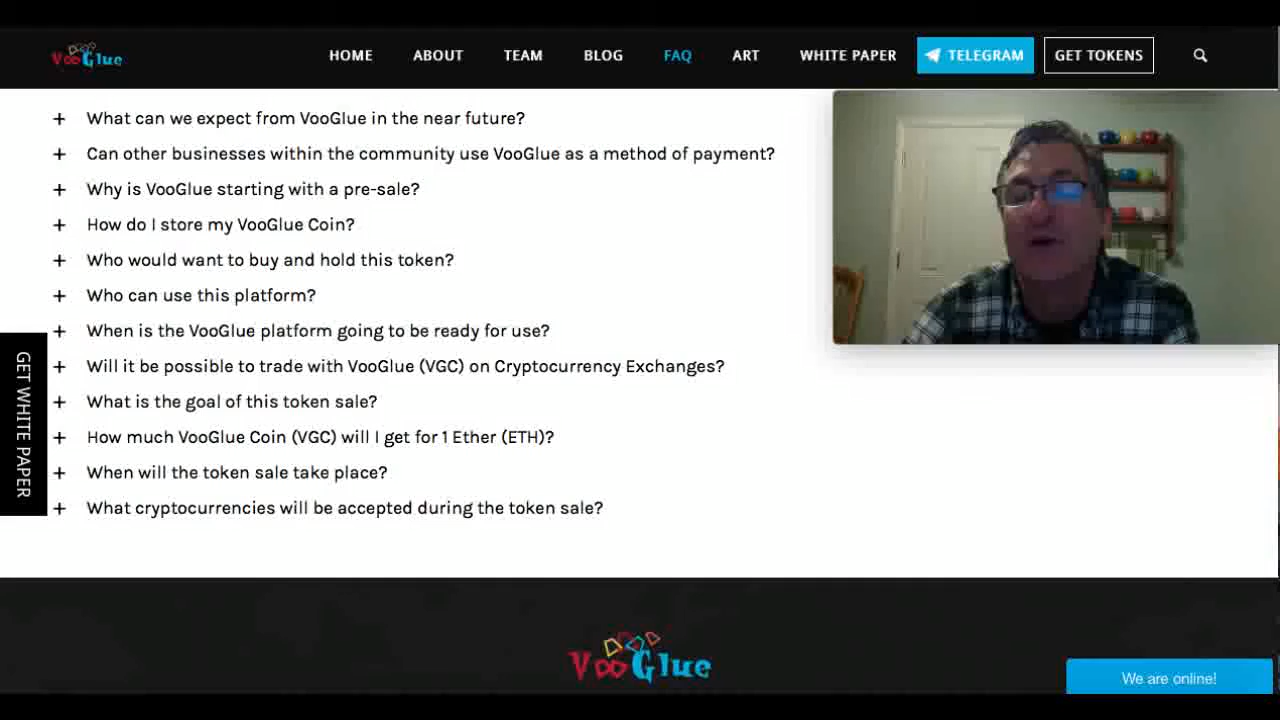 VooGlue
HOME ABOUT TEAM BLOG FAQ ART WHITE PAPER TELEGRAM GET TOKENS
+ What can we expect from VooGlue in the near future?
+ Can other businesses within the community use VooGlue as a method of payment?
+ Why is VooGlue starting with a pre-sale?
+ How do I store my VooGlue Coin?
+ Who would want to buy and hold this token?
+ Who can use this platform?
+ When is the VooGlue platform going to be ready for use?
+ Will it be possible to trade with VooGlue (VGC) on Cryptocurrency Exchanges?
+ What is the goal of this token sale?
+ How much VooGlue Coin (VGC) will I get for 1 Ether (ETH)?
+ When will the token sale take place?
+ What cryptocurrencies will be accepted during the token sale?
GET WHITE PAPER
VooGlue
We are online!